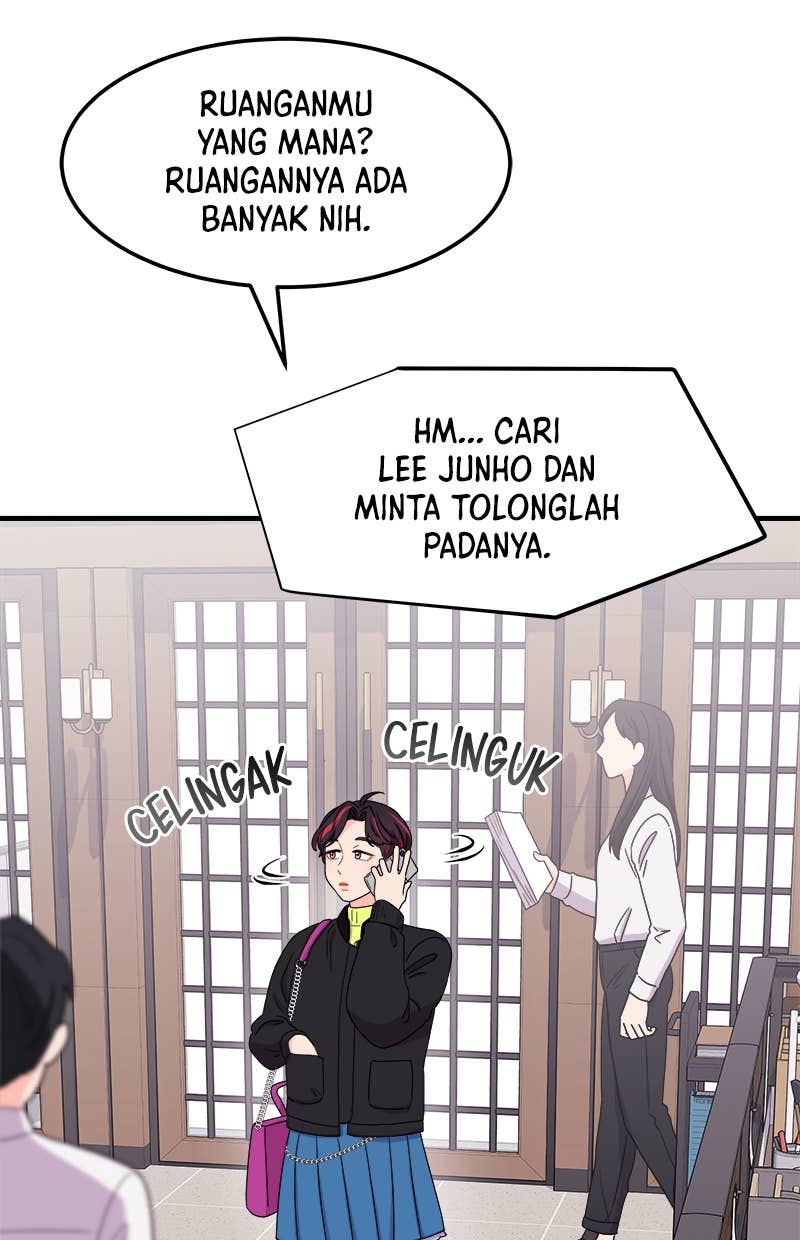 RUANGANMU
YANG MANA?
RUANGANNYA ADA
BANYAK NIH.
HM... CARI
LEE JUNHO DAN
MINTA TOLONGLAH
PADANYA.
CELINGAK
CELINGUK